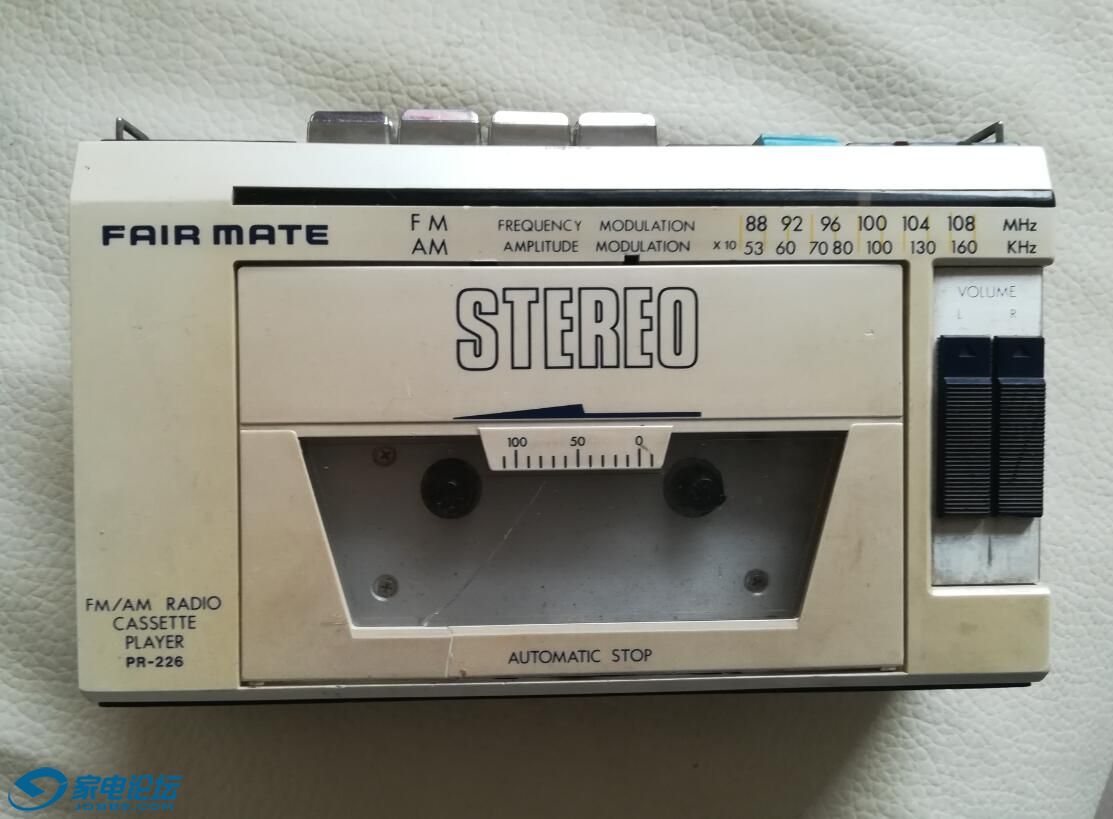 FAIR MATE
FM FREQUENCY MODULATION 88 92 96 100 104 108 MHz
AM AMPLITUDE MODULATION X 10 53 60 70 80 100 130 160 KHz
VOLUME
L R
STEREO
100 50 0
FM/AM RADIO
CASSETTE
PLAYER
PR-226
AUTOMATIC STOP
家电论坛